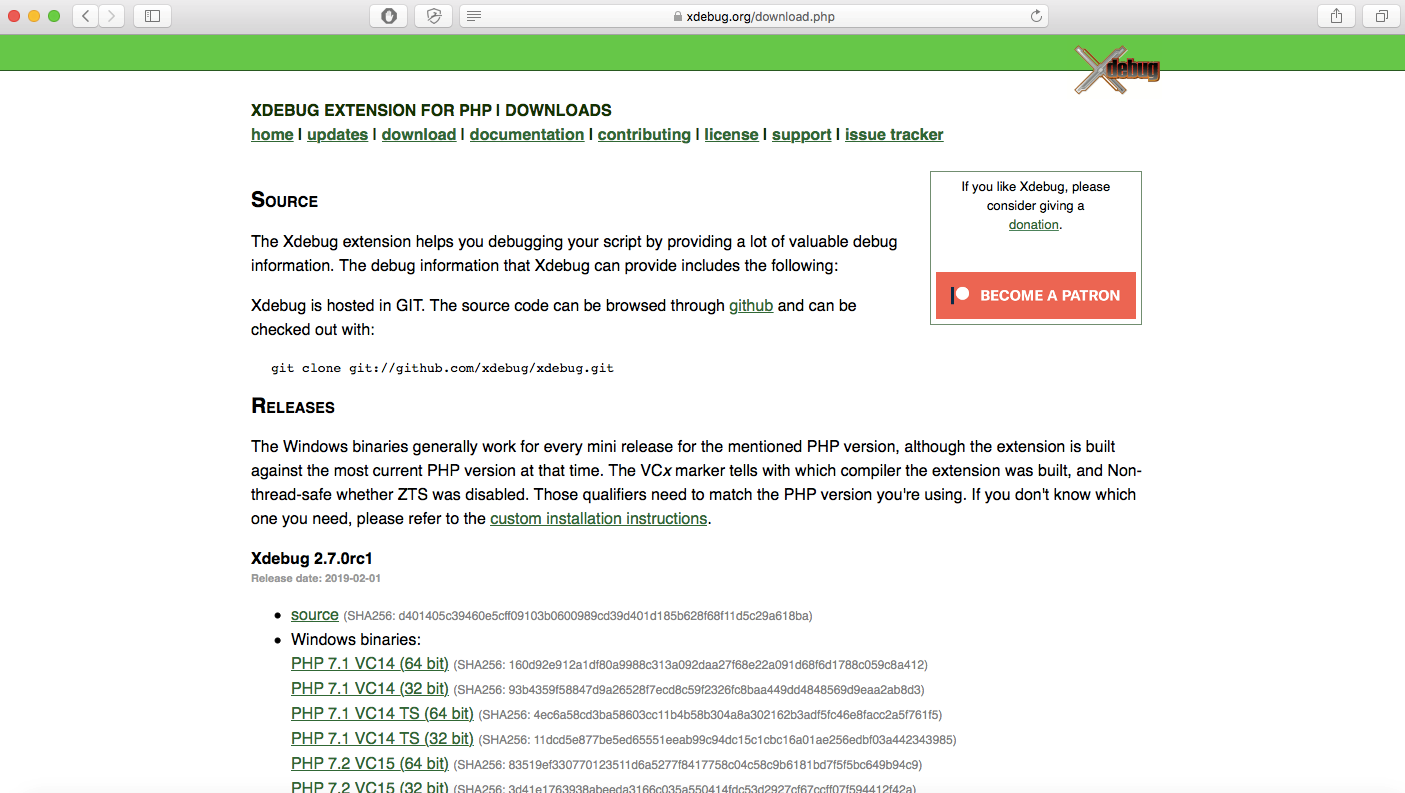 xdebug.org/download.php
Xdebug
XDEBUG EXTENSION FOR PHP | DOWNLOADS
home | updates | download | documentation | contributing | license | support | issue tracker
If you like Xdebug, please
consider giving a
donation.
BECOME A PATRON
SOURCE
The Xdebug extension helps you debugging your script by providing a lot of valuable debug
information. The debug information that Xdebug can provide includes the following:
Xdebug is hosted in GIT. The source code can be browsed through github and can be
checked out with:
git clone git://github.com/xdebug/xdebug.git
RELEASES
The Windows binaries generally work for every mini release for the mentioned PHP version, although the extension is built
against the most current PHP version at that time. The VCx marker tells with which compiler the extension was built, and Non-
thread-safe whether ZTS was disabled. Those qualifiers need to match the PHP version you're using. If you don't know which
one you need, please refer to the custom installation instructions.
Xdebug 2.7.0rc1
Release date: 2019-02-01
• source (SHA256: d401405c39460e5cff09103b0600989cd39d401d185b628f68f11d5c29a618ba)
• Windows binaries:
PHP 7.1 VC14 (64 bit) (SHA256: 160d92e912a1df80a9988c313a092daa27f68e22a091d68f6d1788c059c8a412)
PHP 7.1 VC14 (32 bit) (SHA256: 93b4359f58847d9a26528f7ecd8c59f2326fc8baa449dd4848569d9eaa2ab8d3)
PHP 7.1 VC14 TS (64 bit) (SHA256: 4ec6a58cd3ba58603cc11b4b58b304a8a302162b3adf5fc46e8facc2a5f761f5)
PHP 7.1 VC14 TS (32 bit) (SHA256: 11dcd5e877be5ed65551eeab99c94dc15c1cbc16a01ae256edbf03a442343985)
PHP 7.2 VC15 (64 bit) (SHA256: 83519ef330770123511d6a5277f8417758c04c58c9b6181bd7f5f5bc649b94c9)
PHP 7.2 VC15 (32 bit) (SHA256: 3d41e1763938abeeda3166c035a550414fdc53d2927cf67ccff07f594412f42a)